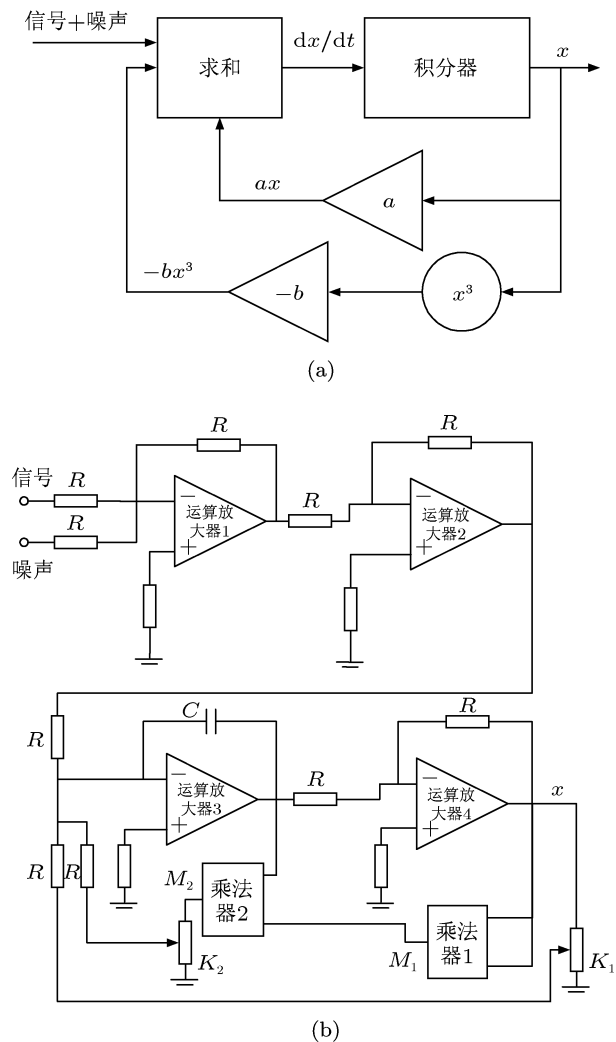 信号+噪声
求和
dx/dt
积分器
x
ax
a
−bx³
−b
x³
(a)
R
R
信号
R
R
R
噪声
−
运算放
大器1
+
−
运算放
大器2
+
C
R
R
R
−
运算放
大器3
+
−
运算放
大器4
+
x
R
R
M₂
乘法
器2
K₂
M₁
乘法
器1
K₁
(b)